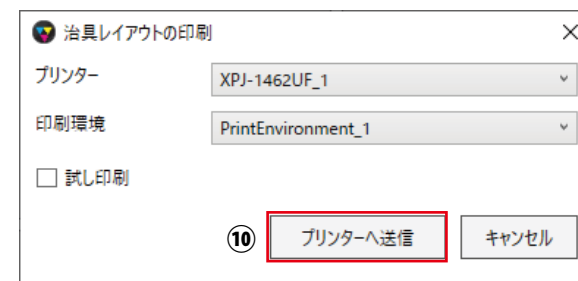 治具レイアウトの印刷
プリンター XPJ-1462UF_1
印刷環境 PrintEnvironment_1
試し印刷
⑩ プリンターへ送信 キャンセル